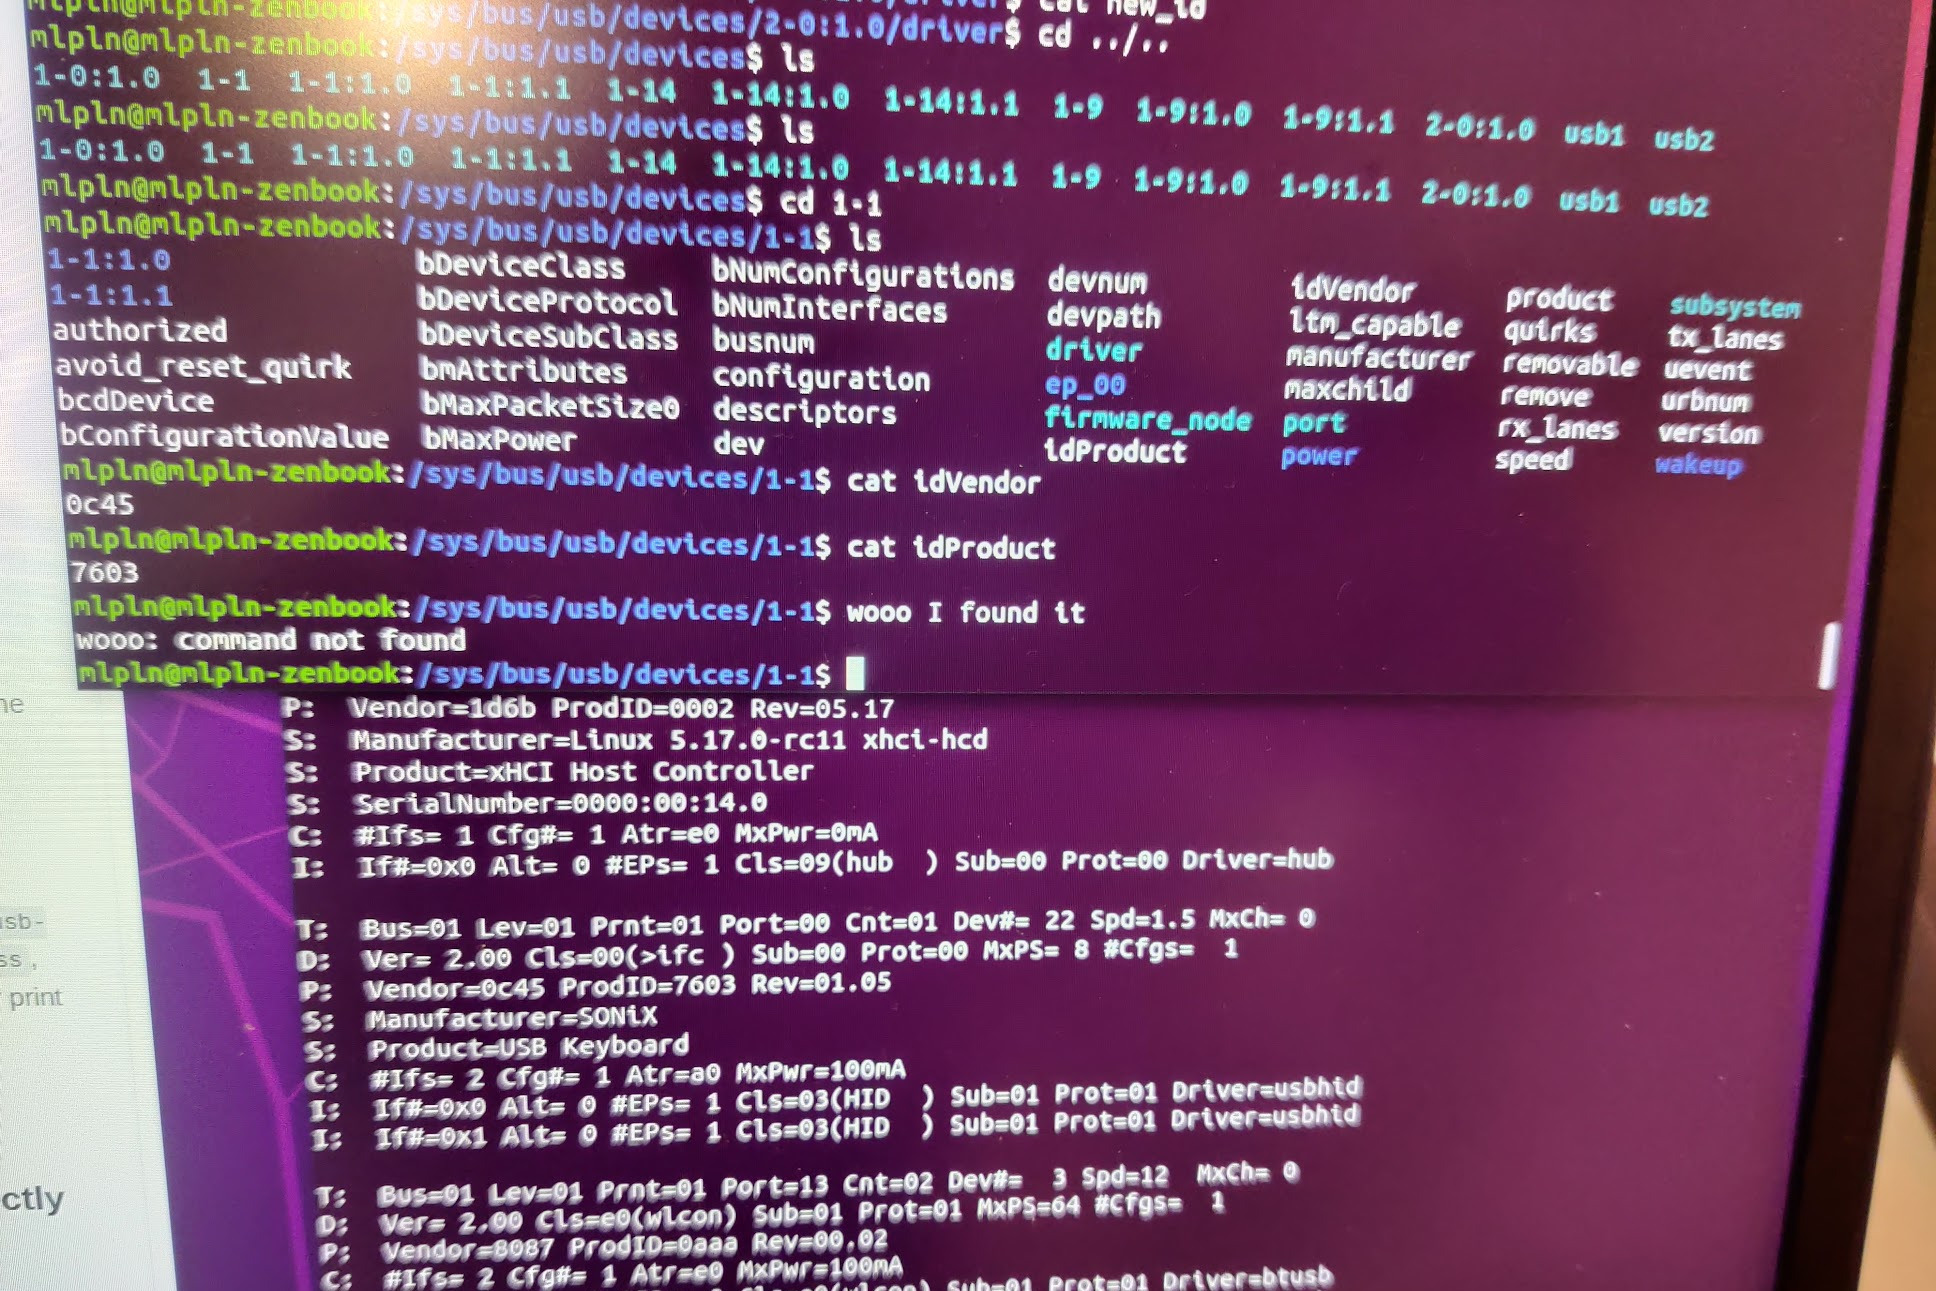 mlpln@mlpln-zenbook:/sys/bus/usb/devices/2-0:1.0/driver$ cat new_id
mlpln@mlpln-zenbook:/sys/bus/usb/devices/2-0:1.0/driver$ cd ../..
mlpln@mlpln-zenbook:/sys/bus/usb/devices$ ls
1-0:1.0 1-1 1-1:1.0 1-1:1.1 1-14 1-14:1.0 1-14:1.1 1-9 1-9:1.0 1-9:1.1 2-0:1.0 usb1 usb2
mlpln@mlpln-zenbook:/sys/bus/usb/devices$ ls
1-0:1.0 1-1 1-1:1.0 1-1:1.1 1-14 1-14:1.0 1-14:1.1 1-9 1-9:1.0 1-9:1.1 2-0:1.0 usb1 usb2
mlpln@mlpln-zenbook:/sys/bus/usb/devices$ cd 1-1
mlpln@mlpln-zenbook:/sys/bus/usb/devices/1-1$ ls
1-1:1.0 bDeviceClass bNumConfigurations devnum idVendor product subsystem
1-1:1.1 bDeviceProtocol bNumInterfaces devpath ltm_capable quirks tx_lanes
authorized bDeviceSubClass busnum driver manufacturer removable uevent
avoid_reset_quirk bmAttributes configuration ep_00 maxchild remove urbnum
bcdDevice bMaxPacketSize0 descriptors firmware_node port rx_lanes version
bConfigurationValue bMaxPower dev idProduct power speed wakeup
mlpln@mlpln-zenbook:/sys/bus/usb/devices/1-1$ cat idVendor
0c45
mlpln@mlpln-zenbook:/sys/bus/usb/devices/1-1$ cat idProduct
7603
mlpln@mlpln-zenbook:/sys/bus/usb/devices/1-1$ wooo I found it
wooo: command not found
mlpln@mlpln-zenbook:/sys/bus/usb/devices/1-1$
P: Vendor=1d6b ProdID=0002 Rev=05.17
S: Manufacturer=Linux 5.17.0-rc11 xhci-hcd
S: Product=xHCI Host Controller
S: SerialNumber=0000:00:14.0
C: #Ifs= 1 Cfg#= 1 Atr=e0 MxPwr=0mA
I: If#=0x0 Alt= 0 #EPs= 1 Cls=09(hub ) Sub=00 Prot=00 Driver=hub
T: Bus=01 Lev=01 Prnt=01 Port=00 Cnt=01 Dev#= 22 Spd=1.5 MxCh= 0
D: Ver= 2.00 Cls=00(>ifc ) Sub=00 Prot=00 MxPS= 8 #Cfgs= 1
P: Vendor=0c45 ProdID=7603 Rev=01.05
S: Manufacturer=SONiX
S: Product=USB Keyboard
C: #Ifs= 2 Cfg#= 1 Atr=a0 MxPwr=100mA
I: If#=0x0 Alt= 0 #EPs= 1 Cls=03(HID ) Sub=01 Prot=01 Driver=usbhid
I: If#=0x1 Alt= 0 #EPs= 1 Cls=03(HID ) Sub=01 Prot=01 Driver=usbhid
T: Bus=01 Lev=01 Prnt=01 Port=13 Cnt=02 Dev#= 3 Spd=12 MxCh= 0
D: Ver= 2.00 Cls=e0(wlcon) Sub=01 Prot=01 MxPS=64 #Cfgs= 1
P: Vendor=8087 ProdID=0aaa Rev=00.02
C: #Ifs= 2 Cfg#= 1 Atr=e0 MxPwr=100mA
Sub=01 Prot=01 Driver=btusb
ne
usb-
ss ,
print
ctly